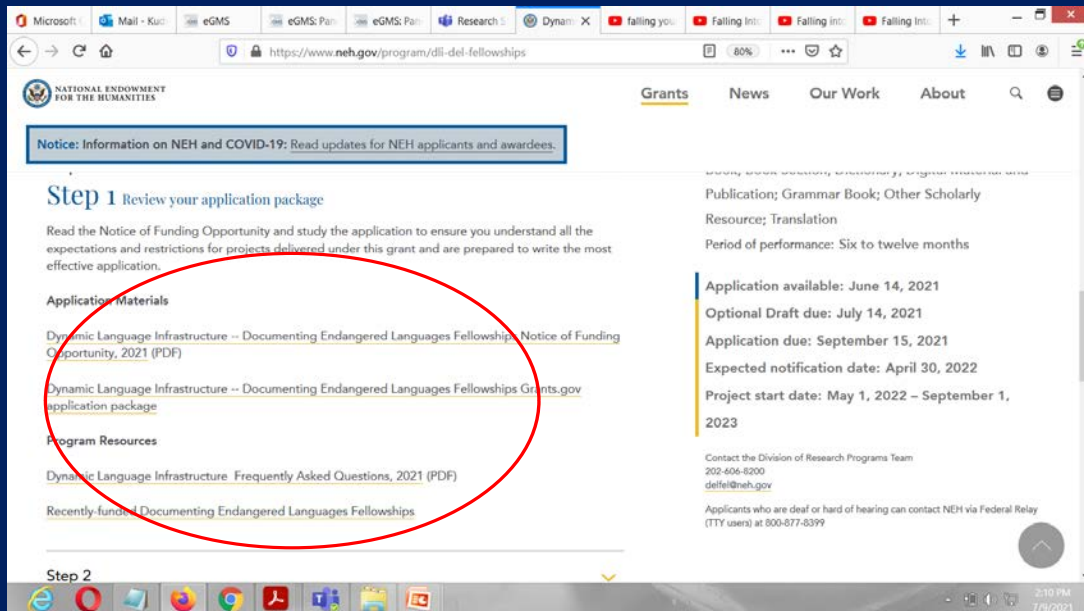 Microsoft
Mail - Kud
eGMS
eGMS: Pan
eGMS: Pan
Research S
Dynam
falling you
Falling Into
Falling into
Falling Into
https://www.neh.gov/program/dli-del-fellowships
80%
NATIONAL ENDOWMENT
FOR THE HUMANITIES
Grants
News
Our Work
About
Notice: Information on NEH and COVID-19: Read updates for NEH applicants and awardees.
Step 1 Review your application package
Read the Notice of Funding Opportunity and study the application to ensure you understand all the
expectations and restrictions for projects delivered under this grant and are prepared to write the most
effective application.
Application Materials
Dynamic Language Infrastructure -- Documenting Endangered Languages Fellowships Notice of Funding
Opportunity, 2021 (PDF)
Dynamic Language Infrastructure -- Documenting Endangered Languages Fellowships Grants.gov
application package
Program Resources
Dynamic Language Infrastructure Frequently Asked Questions, 2021 (PDF)
Recently-funded Documenting Endangered Languages Fellowships
Step 2
Book; Book Section; Dictionary; Digital Material and
Publication; Grammar Book; Other Scholarly
Resource; Translation
Period of performance: Six to twelve months
Application available: June 14, 2021
Optional Draft due: July 14, 2021
Application due: September 15, 2021
Expected notification date: April 30, 2022
Project start date: May 1, 2022 – September 1,
2023
Contact the Division of Research Programs Team
202-606-8200
delfel@neh.gov
Applicants who are deaf or hard of hearing can contact NEH via Federal Relay
(TTY users) at 800-877-8399
2:10 PM
7/9/2021